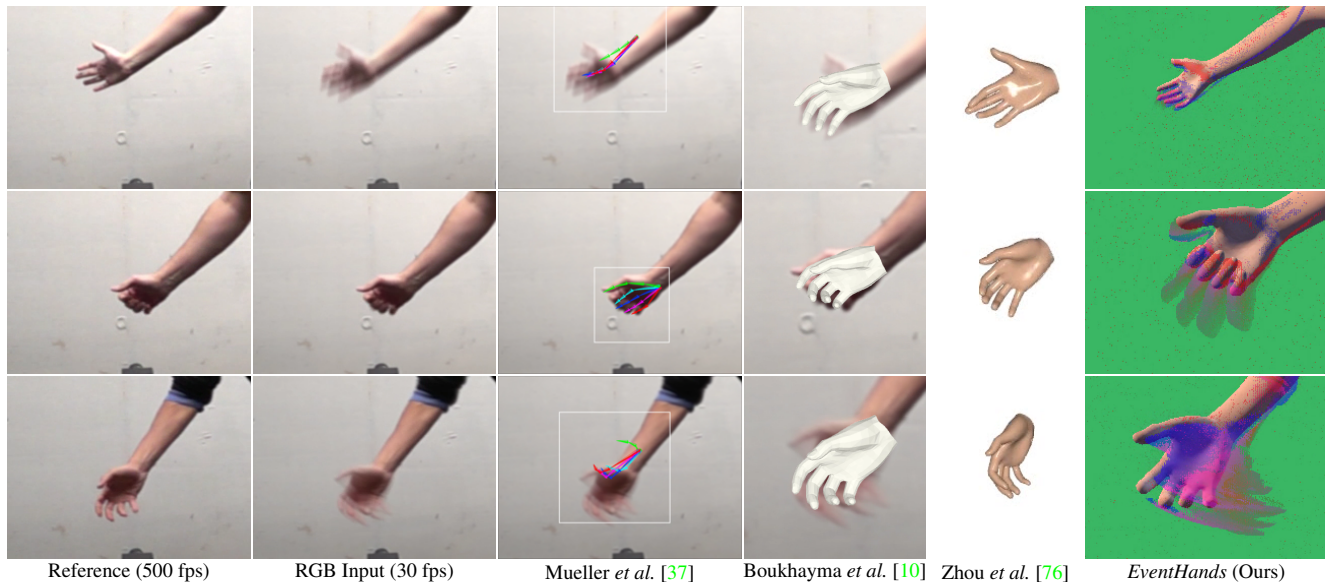 Reference (500 fps)
RGB Input (30 fps)
Mueller et al. [37]
Boukhayma et al. [10]
Zhou et al. [76]
EventHands (Ours)